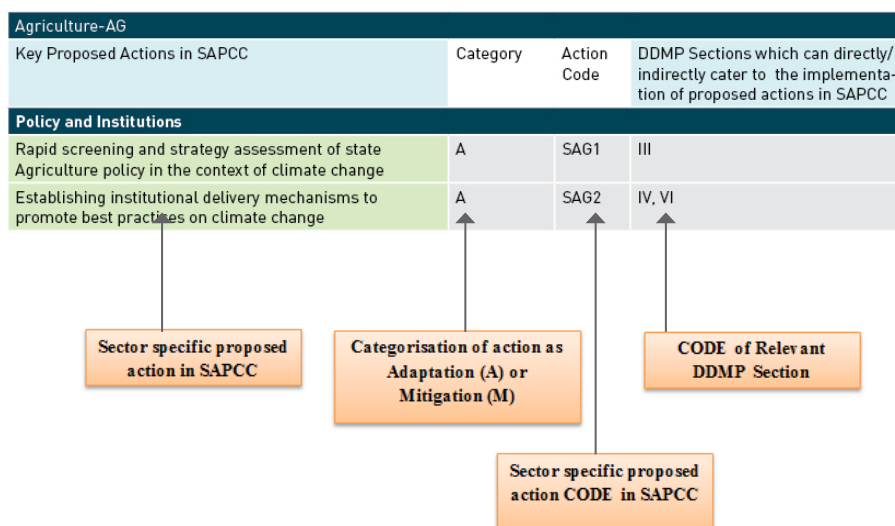 Agriculture-AG
Key Proposed Actions in SAPCC
Category
Action
Code
DDMP Sections which can directly/
indirectly cater to the implementa-
tion of proposed actions in SAPCC
Policy and Institutions
Rapid screening and strategy assessment of state
Agriculture policy in the context of climate change
A
SAG1
III
Establishing institutional delivery mechanisms to
promote best practises on climate change
A
SAG2
IV, VI
Sector specific proposed
action in SAPCC
Categorisation of action as
Adaptation (A) or
Mitigation (M)
CODE of Relevant
DDMP Section
Sector specific proposed
action CODE in SAPCC